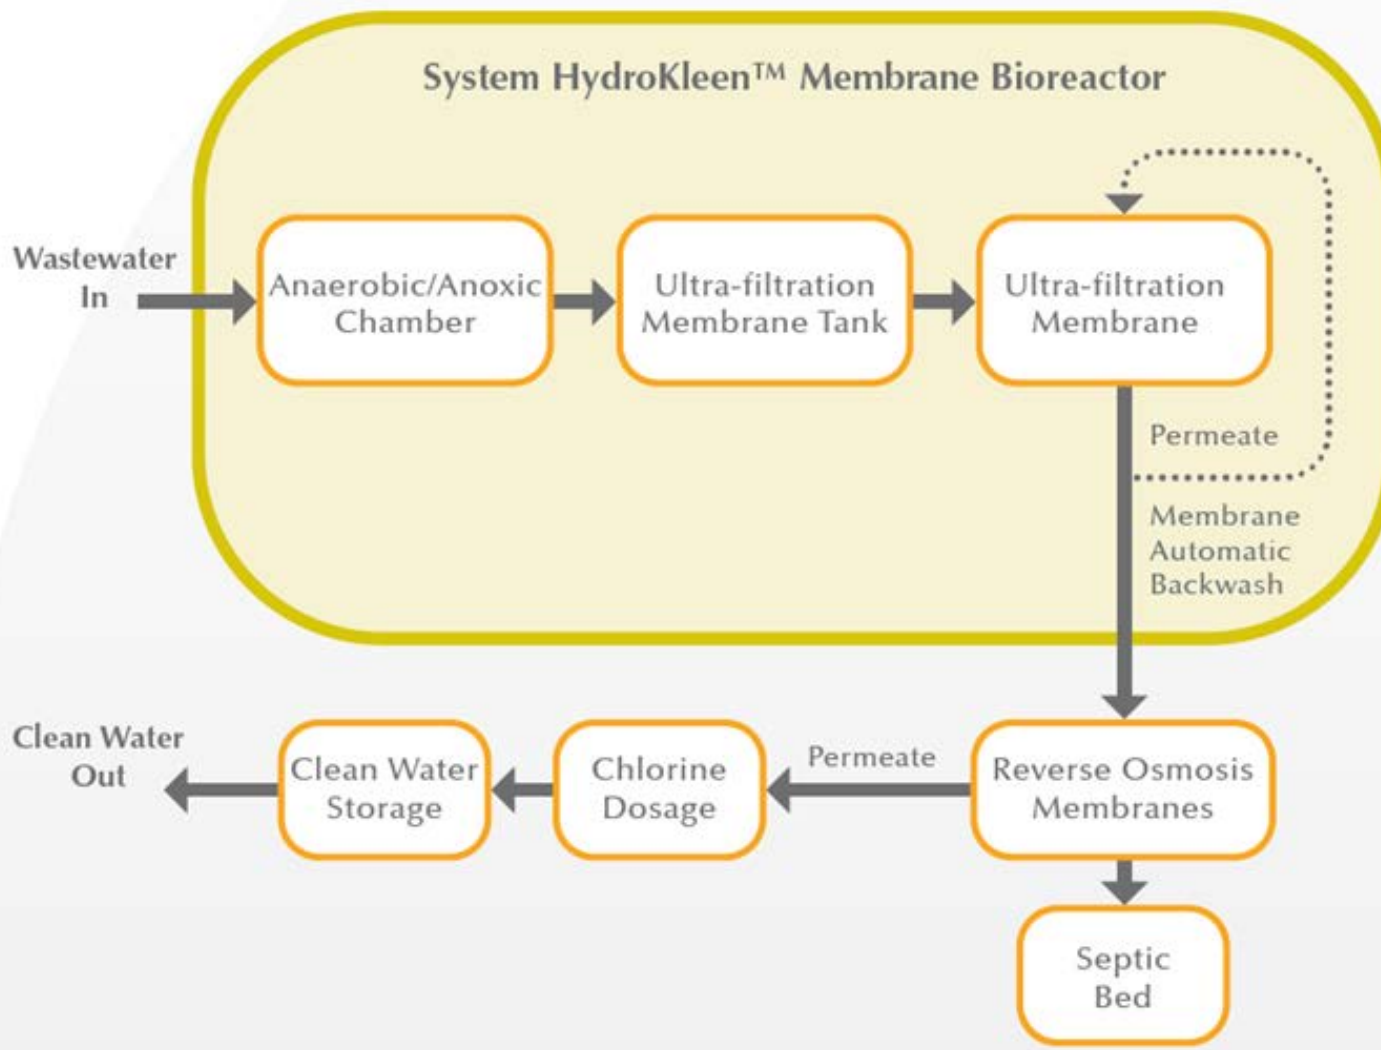 System HydroKleen™ Membrane Bioreactor
Wastewater
In
Anaerobic/Anoxic
Chamber
Ultra-filtration
Membrane Tank
Ultra-filtration
Membrane
Permeate
Membrane
Automatic
Backwash
Clean Water
Out
Clean Water
Storage
Chlorine
Dosage
Permeate
Reverse Osmosis
Membranes
Septic
Bed